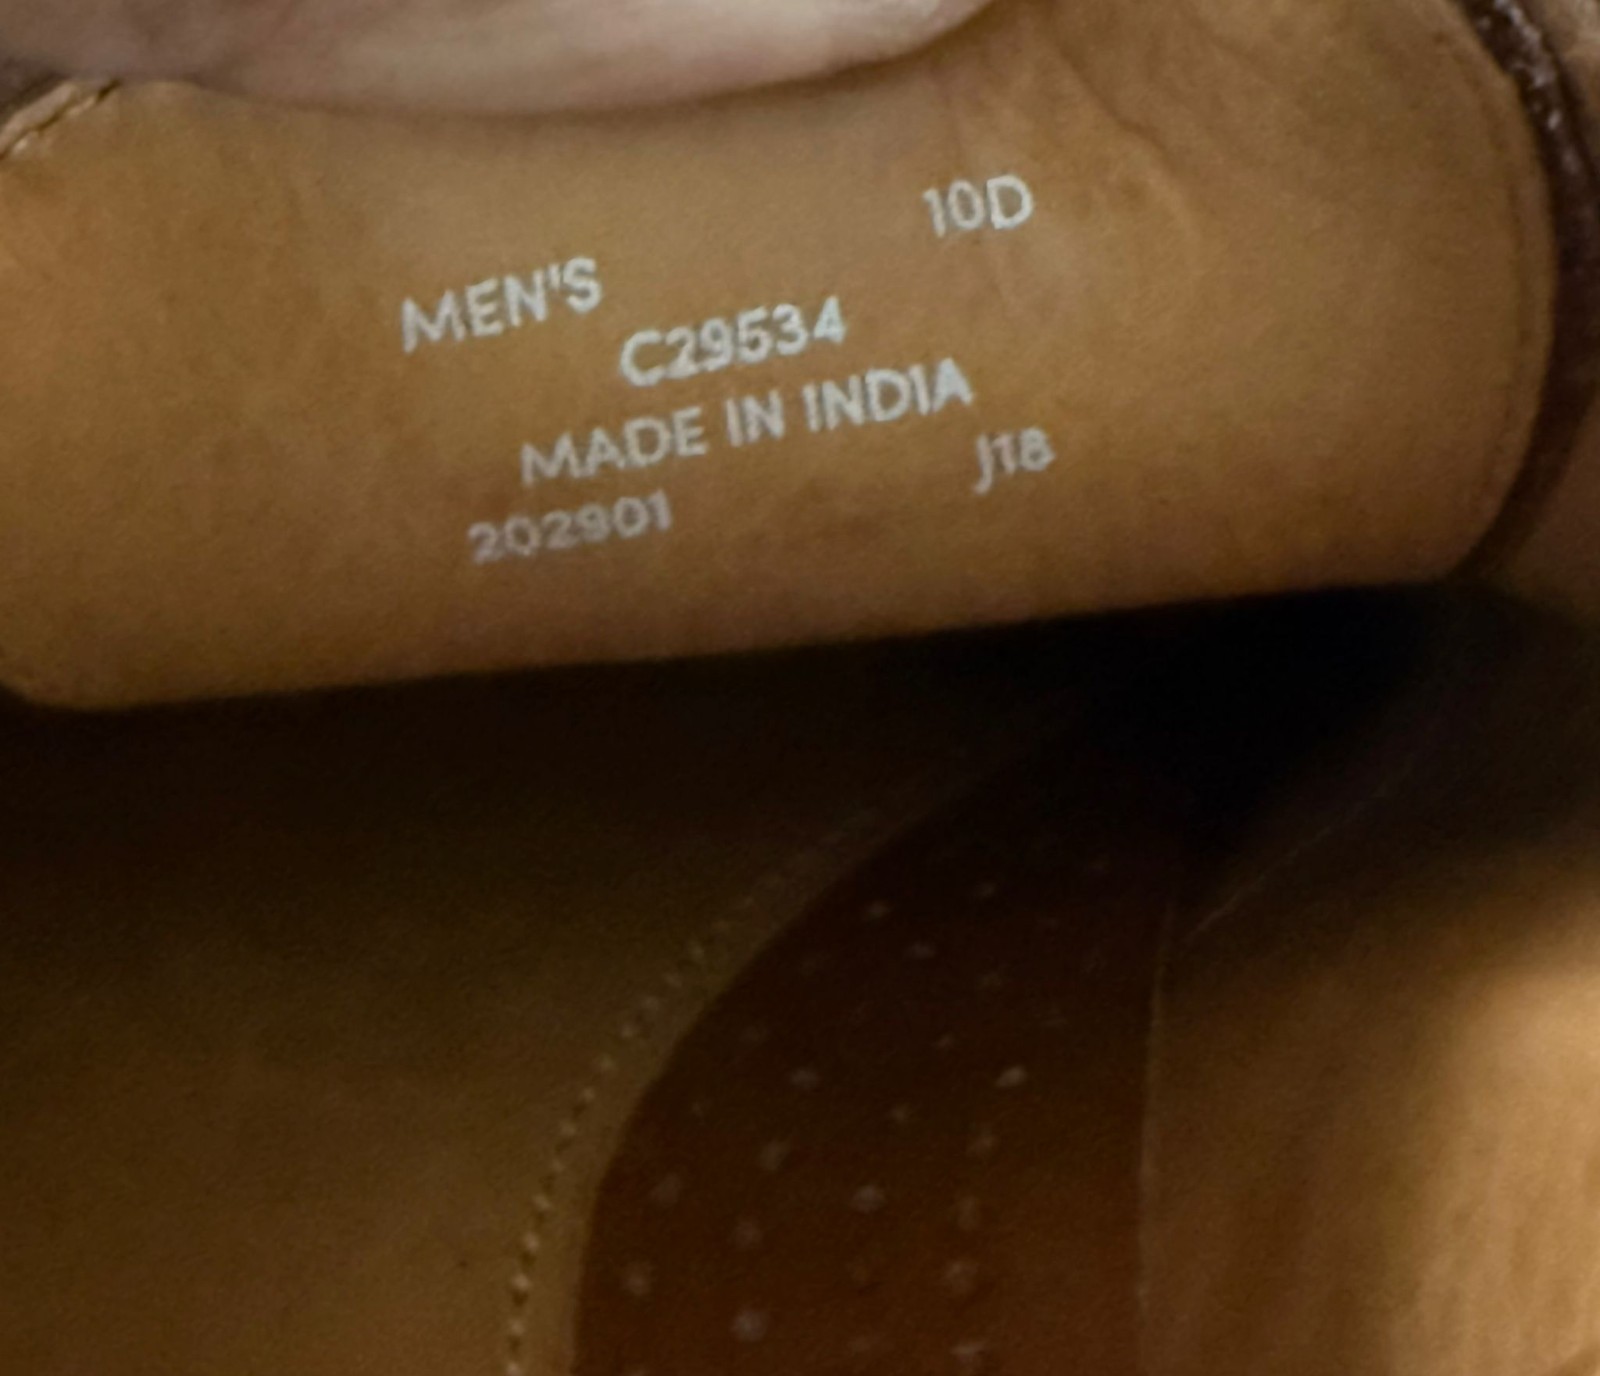 10D
MEN'S
C29534
MADE IN INDIA
J18
202901